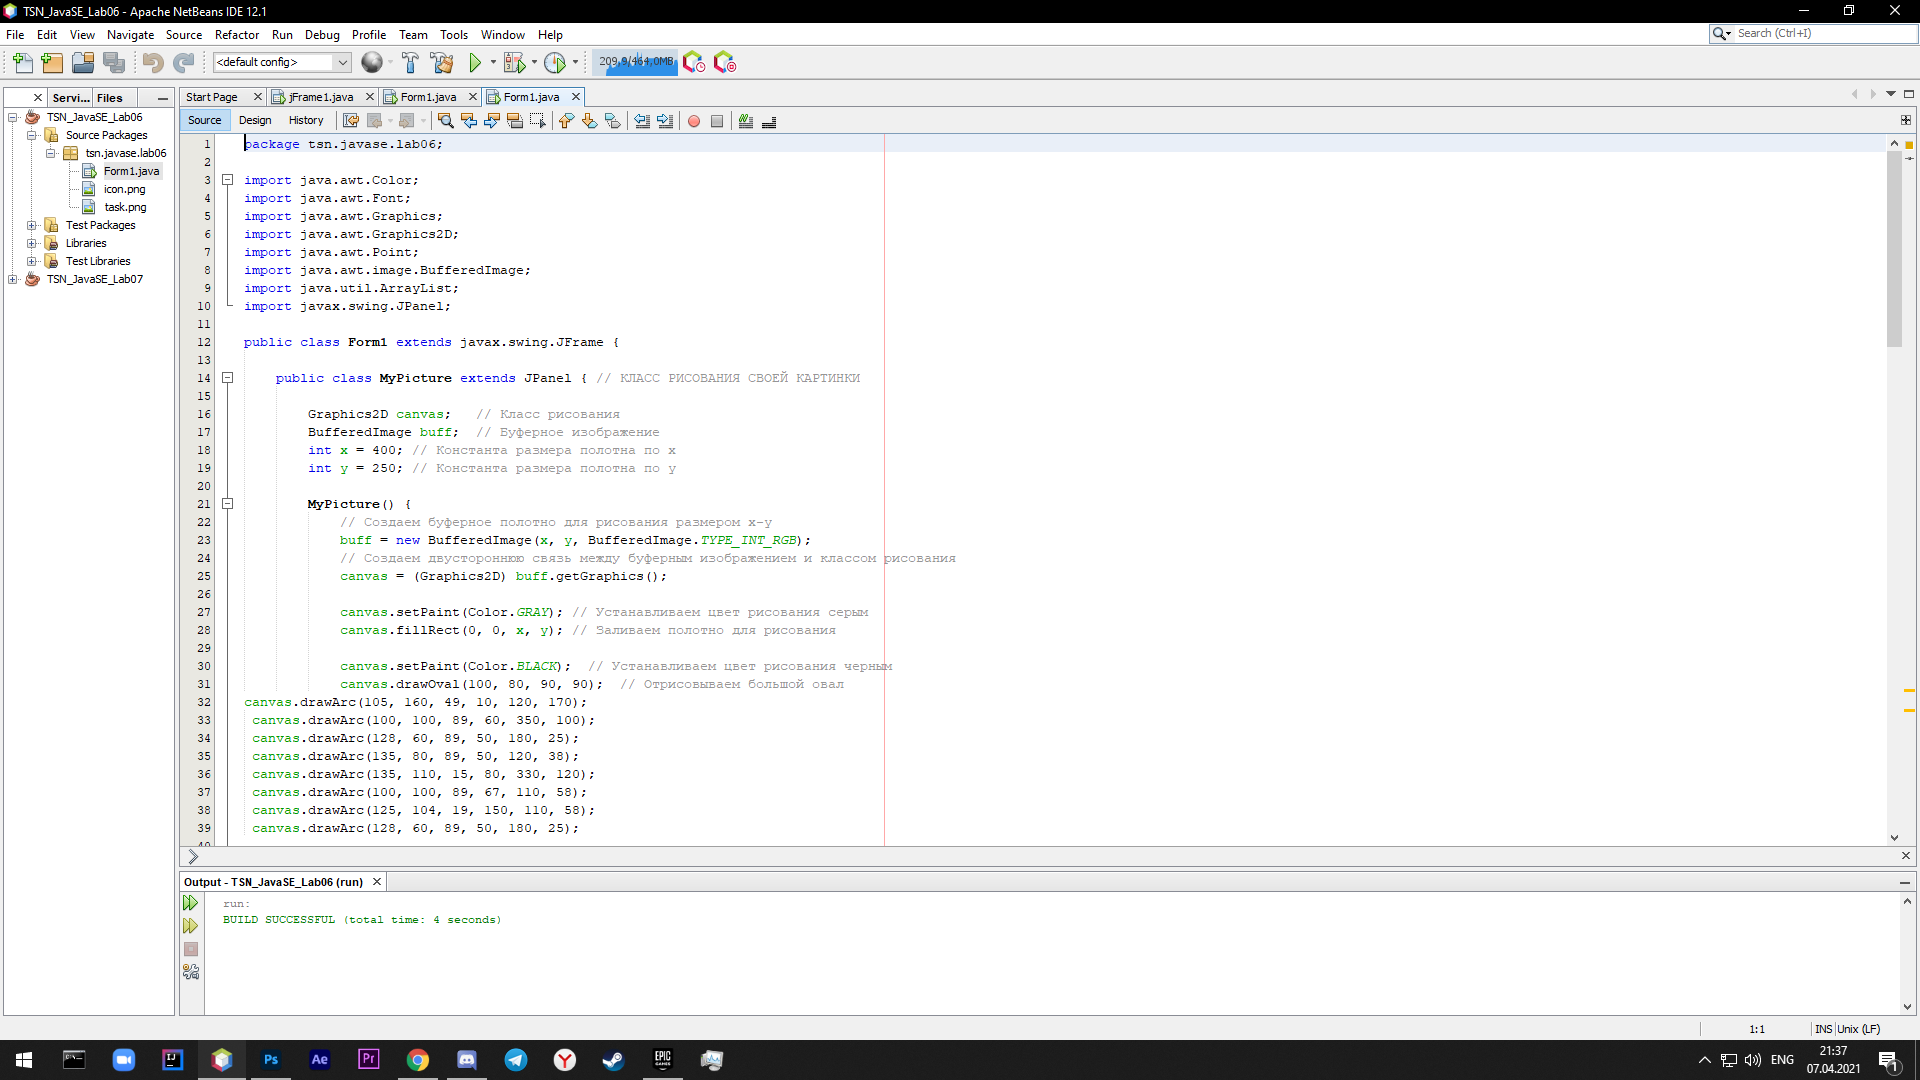 TSN_JavaSE_Lab06 - Apache NetBeans IDE 12.1
File Edit View Navigate Source Refactor Run Debug Profile Team Tools Window Help
Search (Ctrl+I)
<default config>
209,9/464,0MB
Servi... Files
Start Page jFrame1.java Form1.java Form1.java
Source Design History
TSN_JavaSE_Lab06
Source Packages
tsn.javase.lab06
Form1.java
icon.png
task.png
Test Packages
Libraries
Test Libraries
TSN_JavaSE_Lab07
1 package tsn.javase.lab06;
2
3 import java.awt.Color;
4 import java.awt.Font;
5 import java.awt.Graphics;
6 import java.awt.Graphics2D;
7 import java.awt.Point;
8 import java.awt.image.BufferedImage;
9 import java.util.ArrayList;
10 import javax.swing.JPanel;
11
12 public class Form1 extends javax.swing.JFrame {
13
14 public class MyPicture extends JPanel { // КЛАСС РИСОВАНИЯ СВОЕЙ КАРТИНКИ
15
16 Graphics2D canvas; // Класс рисования
17 BufferedImage buff; // Буферное изображение
18 int x = 400; // Константа размера полотна по x
19 int y = 250; // Константа размера полотна по y
20
21 MyPicture() {
22 // Создаем буферное полотно для рисования размером x-y
23 buff = new BufferedImage(x, y, BufferedImage.TYPE_INT_RGB);
24 // Создаем двустороннюю связь между буферным изображением и классом рисования
25 canvas = (Graphics2D) buff.getGraphics();
26
27 canvas.setPaint(Color.GRAY); // Устанавливаем цвет рисования серым
28 canvas.fillRect(0, 0, x, y); // Заливаем полотно для рисования
29
30 canvas.setPaint(Color.BLACK); // Устанавливаем цвет рисования черным
31 canvas.drawOval(100, 80, 90, 90); // Отрисовываем большой овал
32 canvas.drawArc(105, 160, 49, 10, 120, 170);
33 canvas.drawArc(100, 100, 89, 60, 350, 100);
34 canvas.drawArc(128, 60, 89, 50, 180, 25);
35 canvas.drawArc(135, 80, 89, 50, 120, 38);
36 canvas.drawArc(135, 110, 15, 80, 330, 120);
37 canvas.drawArc(100, 100, 89, 67, 110, 58);
38 canvas.drawArc(125, 104, 19, 150, 110, 58);
39 canvas.drawArc(128, 60, 89, 50, 180, 25);
40
Output - TSN_JavaSE_Lab06 (run)
run:
BUILD SUCCESSFUL (total time: 4 seconds)
1:1 INS Unix (LF)
IJ Ps Ae Pr EPIC GAMES
ENG 21:37
07.04.2021
1